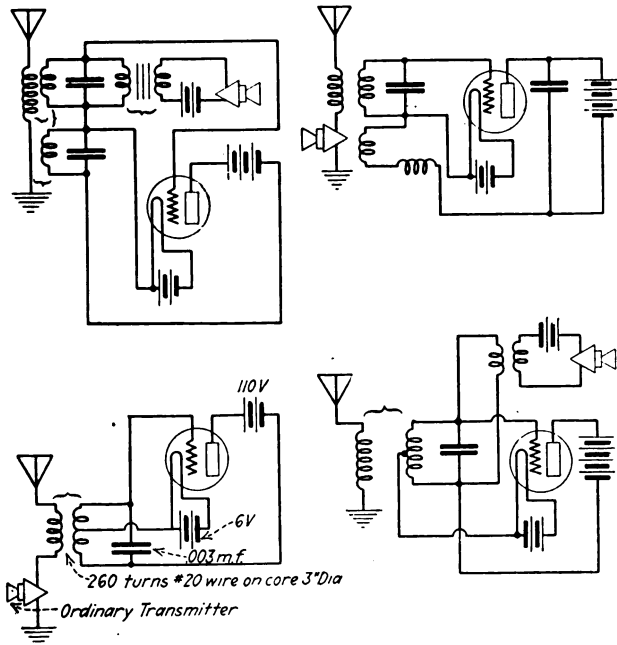 110V
6V
.003 m.f.
260 turns #20 wire on core 3"Dia
Ordinary Transmitter